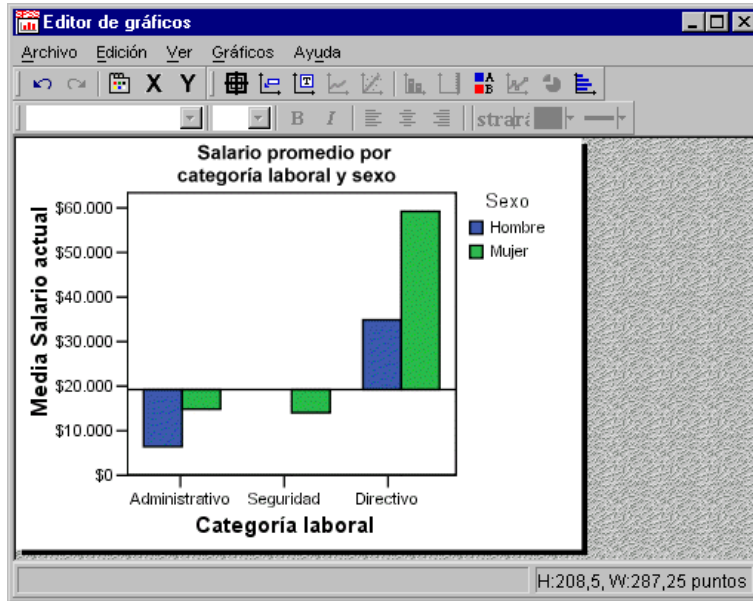 Editor de gráficos
Archivo Edición Ver Gráficos Ayuda
X Y T A B
B I
Salario promedio por
categoría laboral y sexo
Media Salario actual
$60.000
$50.000
$40.000
$30.000
$20.000
$10.000
$0
Sexo
Hombre
Mujer
Administrativo Seguridad Directivo
Categoría laboral
H:208,5, W:287,25 puntos